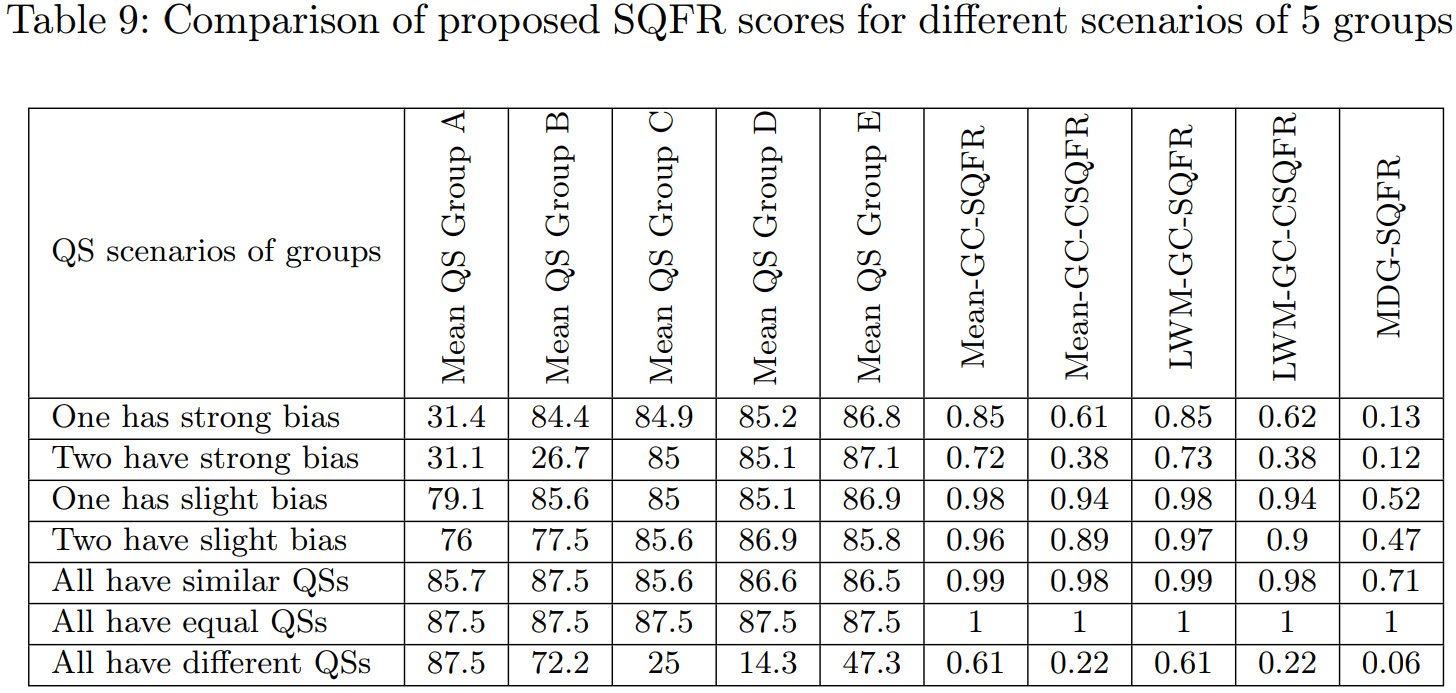 Table 9: Comparison of proposed SQFR scores for different scenarios of 5 groups
QS scenarios of groups Mean QS Group A Mean QS Group B Mean QS Group C Mean QS Group D Mean QS Group E Mean-GC-SQFR Mean-GC-CSQFR LWM-GC-SQFR LWM-GC-CSQFR MDG-SQFR
One has strong bias 31.4 84.4 84.9 85.2 86.8 0.85 0.61 0.85 0.62 0.13
Two have strong bias 31.1 26.7 85 85.1 87.1 0.72 0.38 0.73 0.38 0.12
One has slight bias 79.1 85.6 85 85.1 86.9 0.98 0.94 0.98 0.94 0.52
Two have slight bias 76 77.5 85.6 86.9 85.8 0.96 0.89 0.97 0.9 0.47
All have similar QSs 85.7 87.5 85.6 86.6 86.5 0.99 0.98 0.99 0.98 0.71
All have equal QSs 87.5 87.5 87.5 87.5 87.5 1 1 1 1 1
All have different QSs 87.5 72.2 25 14.3 47.3 0.61 0.22 0.61 0.22 0.06